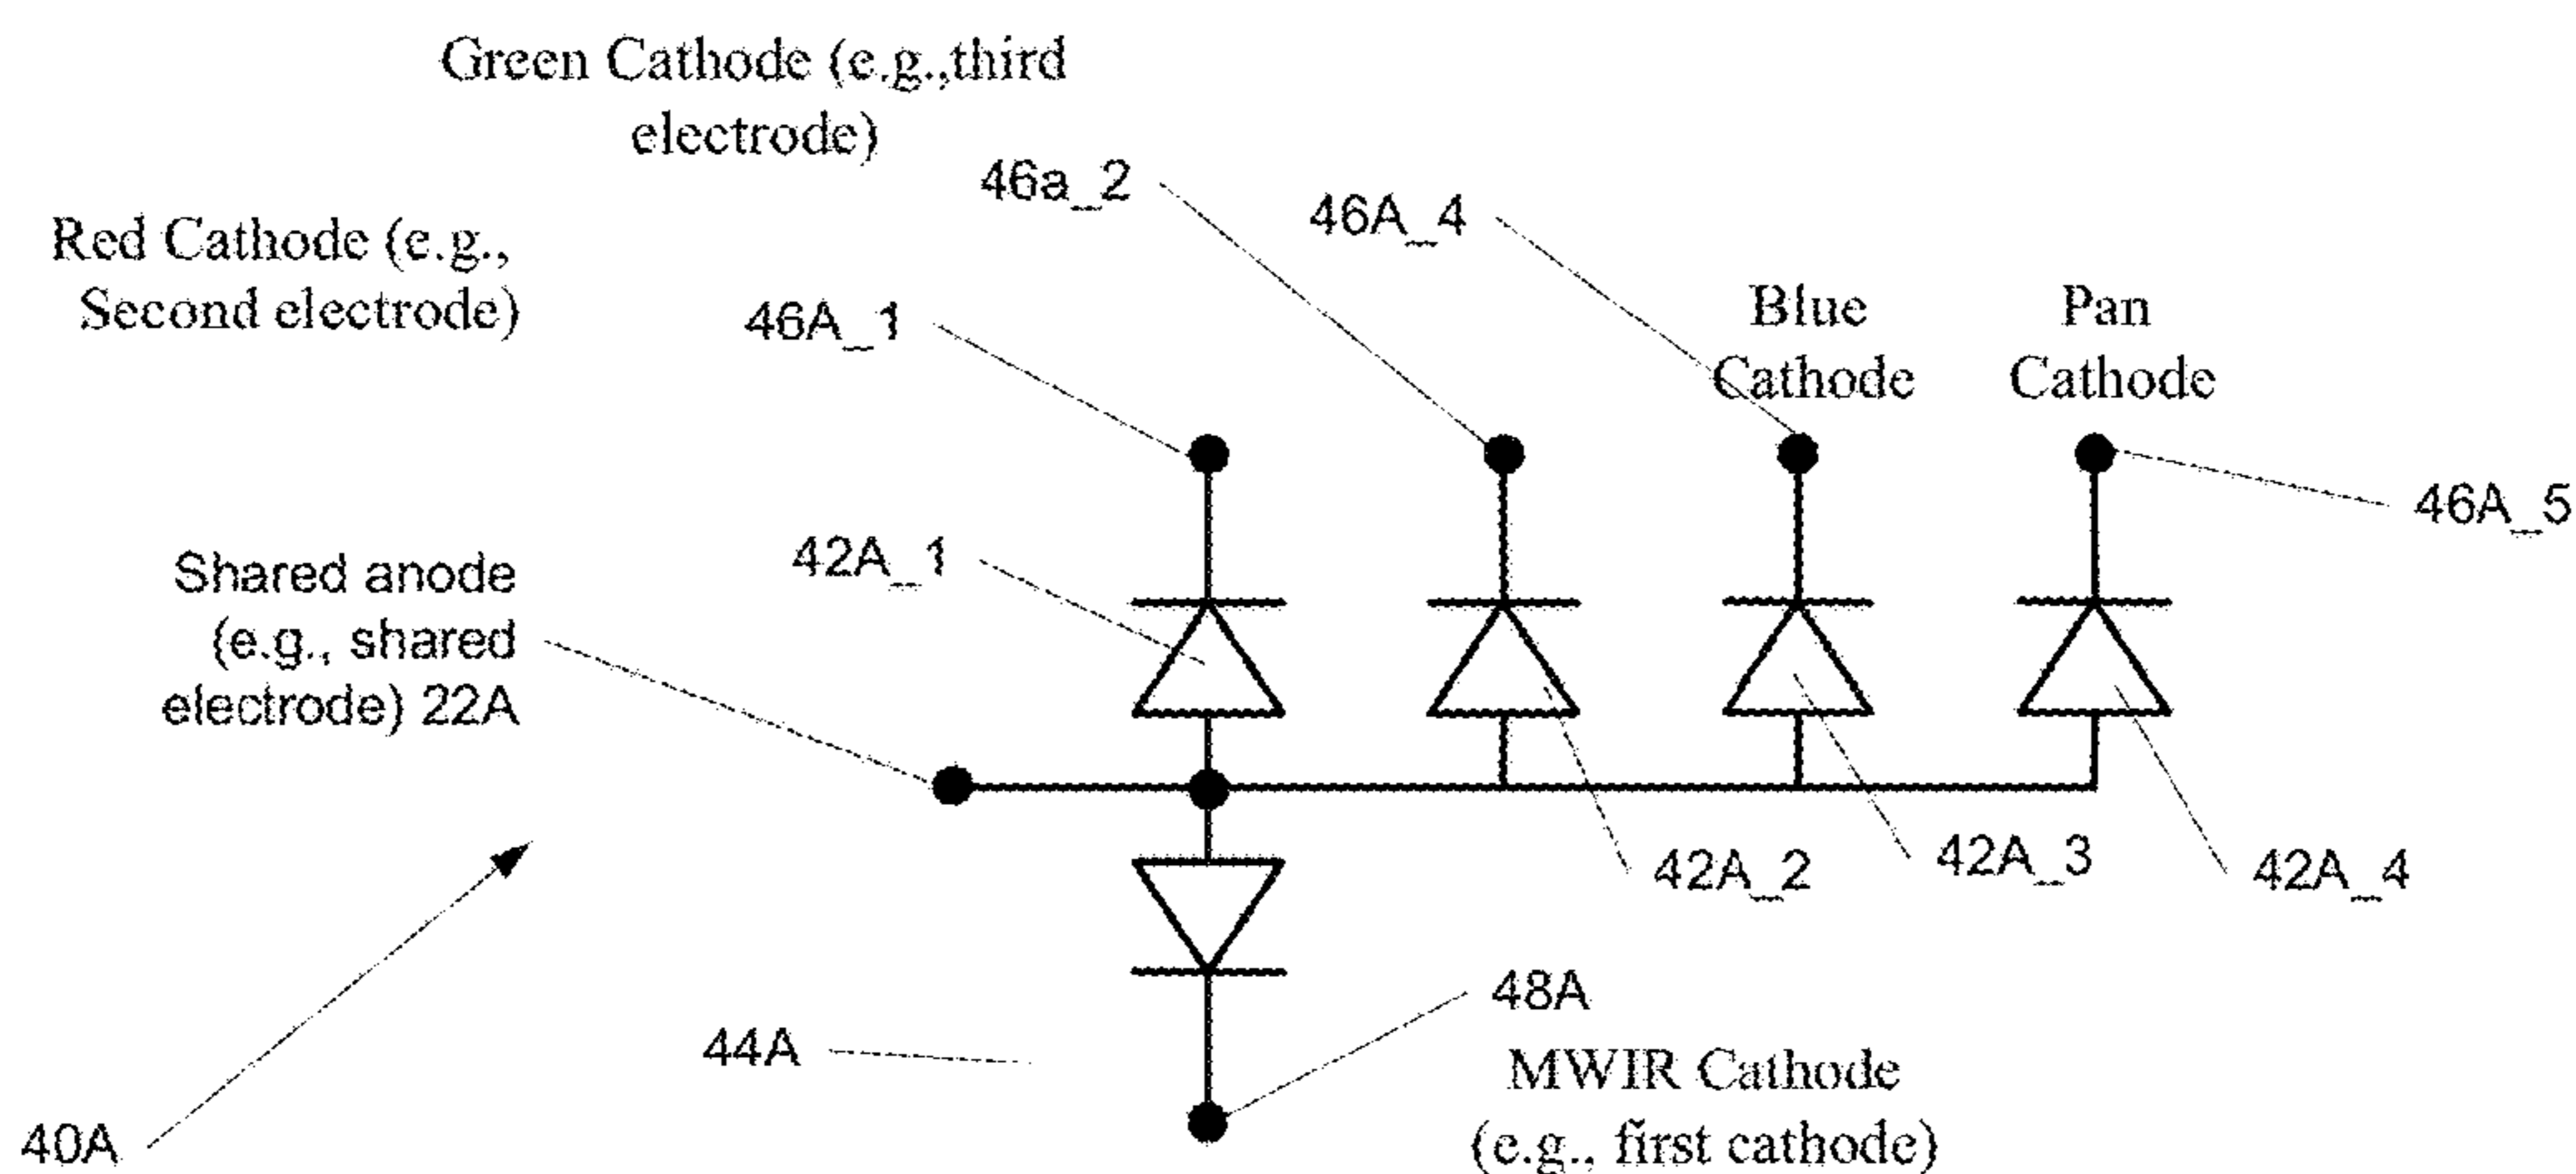 Green Cathode (e.g.,third
electrode)
46a_2
46A_4
Red Cathode (e.g.,
Second electrode)
46A_1
Blue
Cathode
Pan
Cathode
46A_5
42A_1
Shared anode
(e.g., shared
electrode) 22A
42A_2
42A_3
42A_4
48A
44A
MWIR Cathode
(e.g., first cathode)
40A